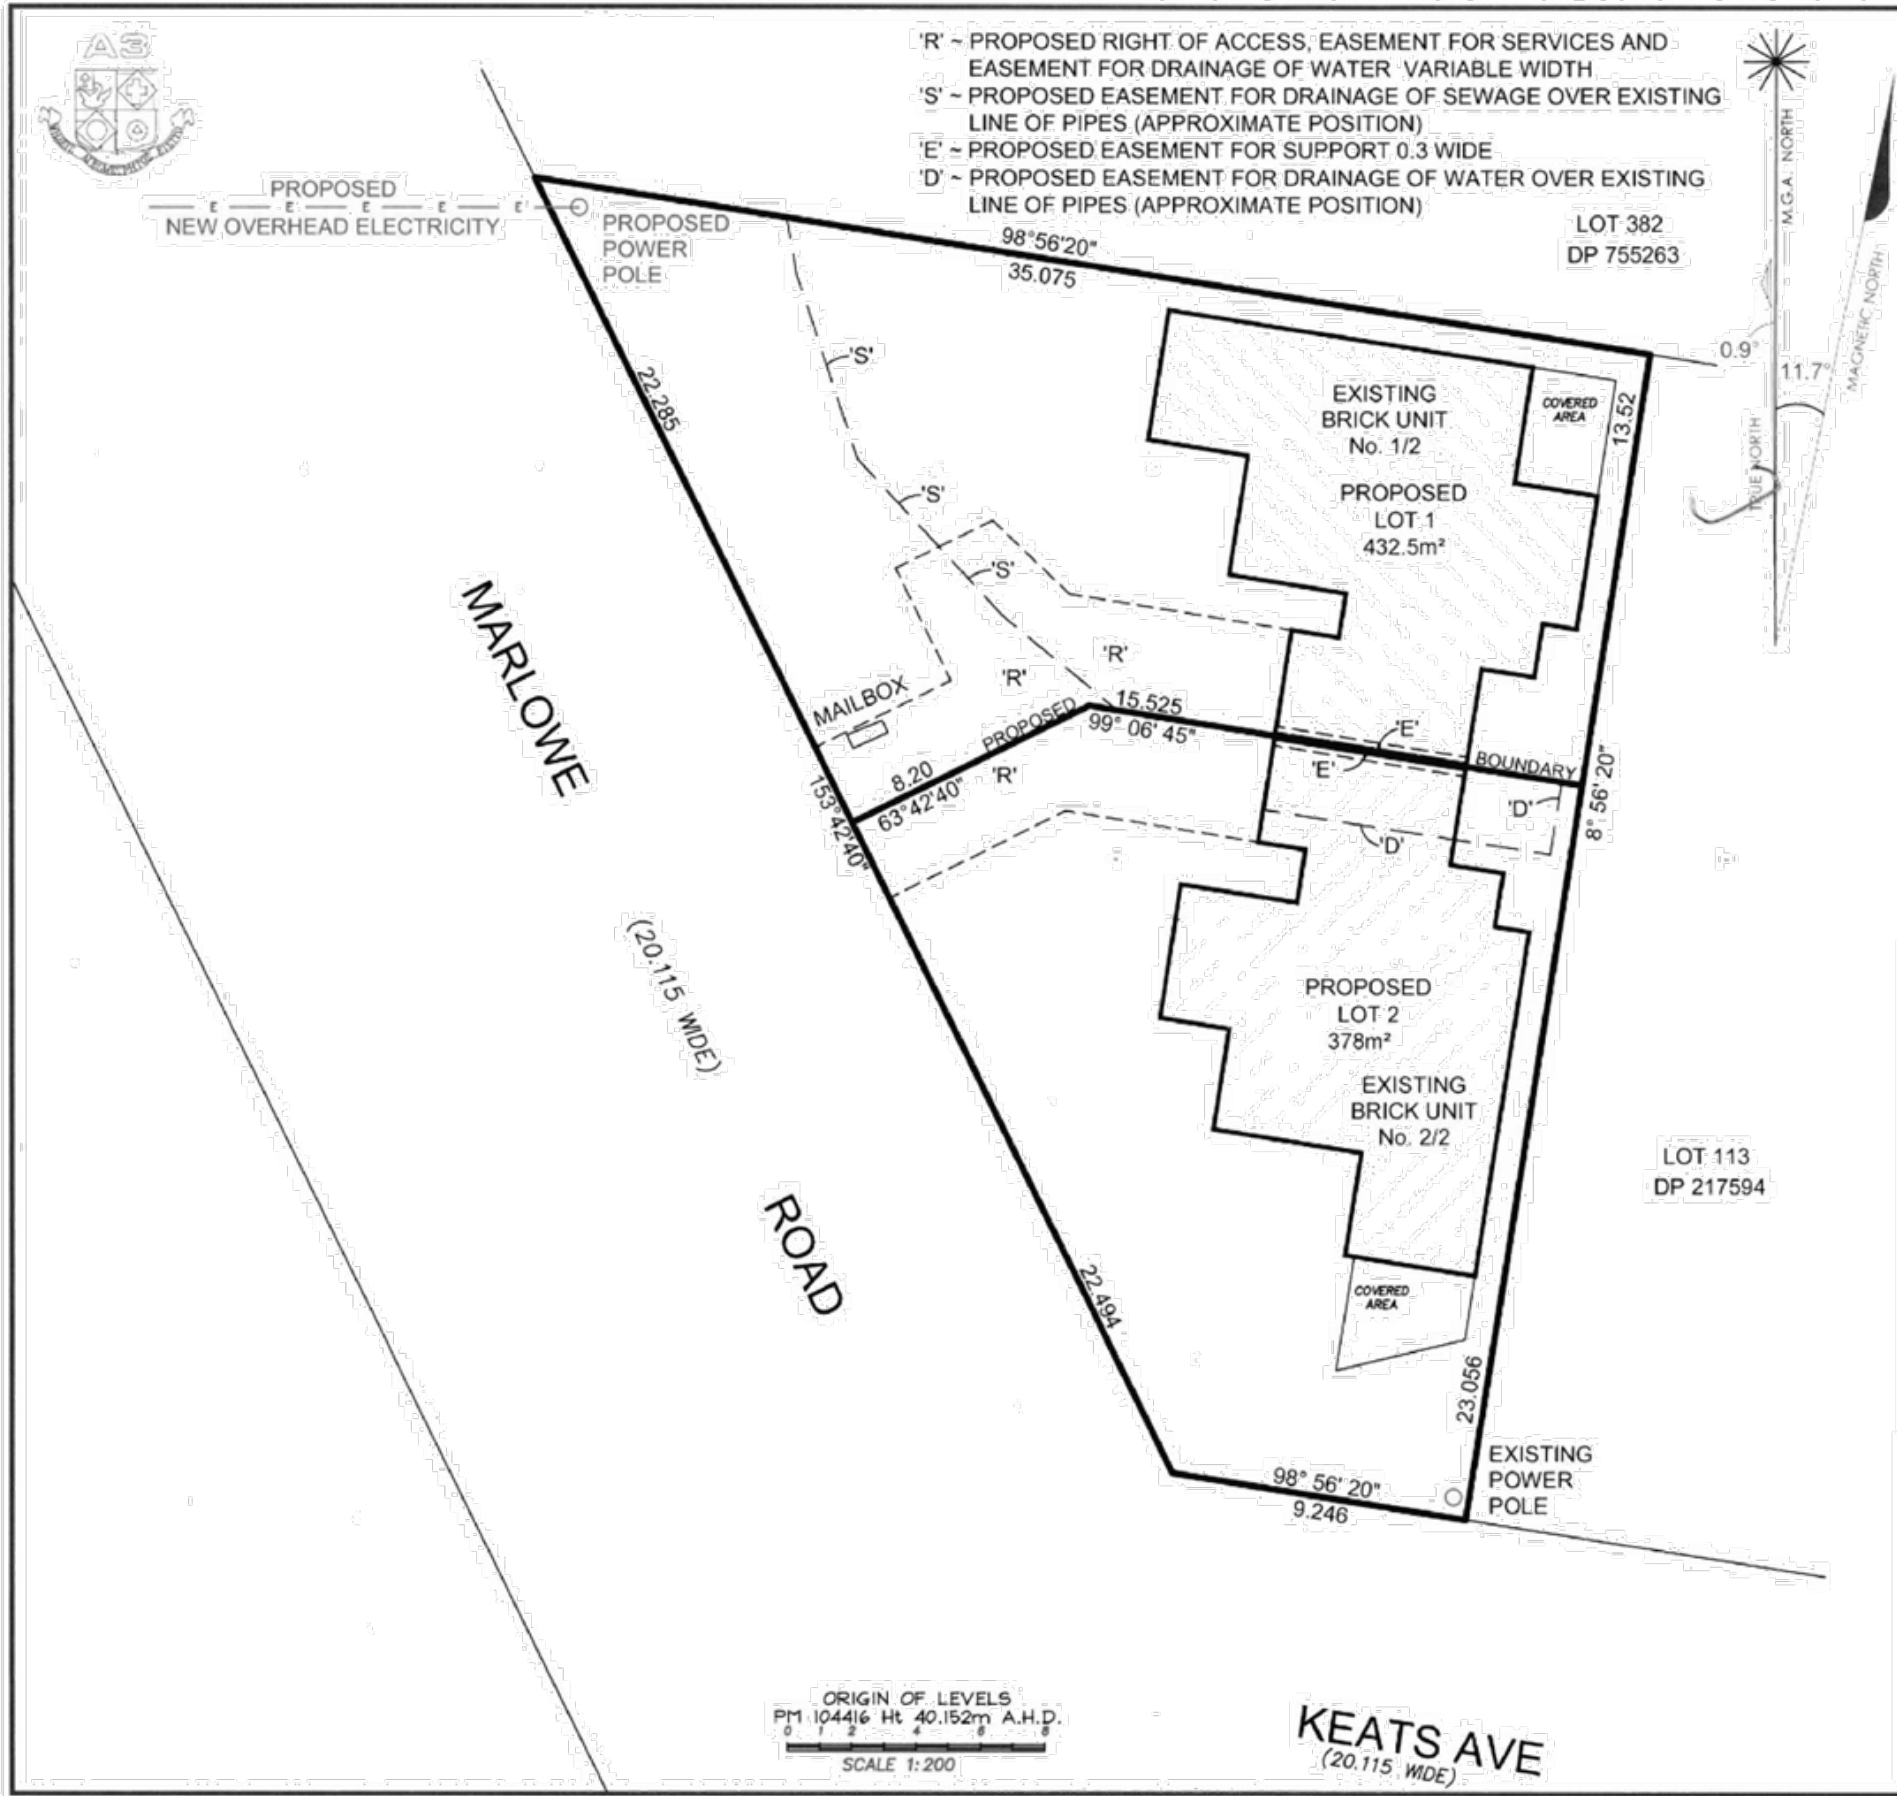 A3
'R' ~ PROPOSED RIGHT OF ACCESS, EASEMENT FOR SERVICES AND
EASEMENT FOR DRAINAGE OF WATER VARIABLE WIDTH
'S' ~ PROPOSED EASEMENT FOR DRAINAGE OF SEWAGE OVER EXISTING
LINE OF PIPES (APPROXIMATE POSITION)
'E' ~ PROPOSED EASEMENT FOR SUPPORT 0.3 WIDE
'D' ~ PROPOSED EASEMENT FOR DRAINAGE OF WATER OVER EXISTING
LINE OF PIPES (APPROXIMATE POSITION)
M.G.A. NORTH
MAGNETIC NORTH
TRUE NORTH
0.9°
11.7°
LOT 382
DP 755263
PROPOSED
E E E E E'
NEW OVERHEAD ELECTRICITY
PROPOSED
POWER
POLE
98°56'20"
35.075
22.285
'S'
'S'
'S'
EXISTING
BRICK UNIT
No. 1/2
COVERED
AREA
13.52
PROPOSED
LOT 1
432.5m²
MARLOWE
'R'
'R'
MAILBOX
PROPOSED
15.525
99° 06' 45"
'E'
'E'
BOUNDARY
8° 56' 20"
8.20
63°42'40"
'R'
153°42'40"
'D'
'D'
(20.115 WIDE)
PROPOSED
LOT 2
378m²
EXISTING
BRICK UNIT
No. 2/2
LOT 113
DP 217594
ROAD
22.494
COVERED
AREA
23.056
98° 56' 20"
9.246
EXISTING
POWER
POLE
ORIGIN OF LEVELS
PM 104416 Ht 40.152m A.H.D.
0 1 2 4 6 8
SCALE 1:200
KEATS AVE
(20.115 WIDE)